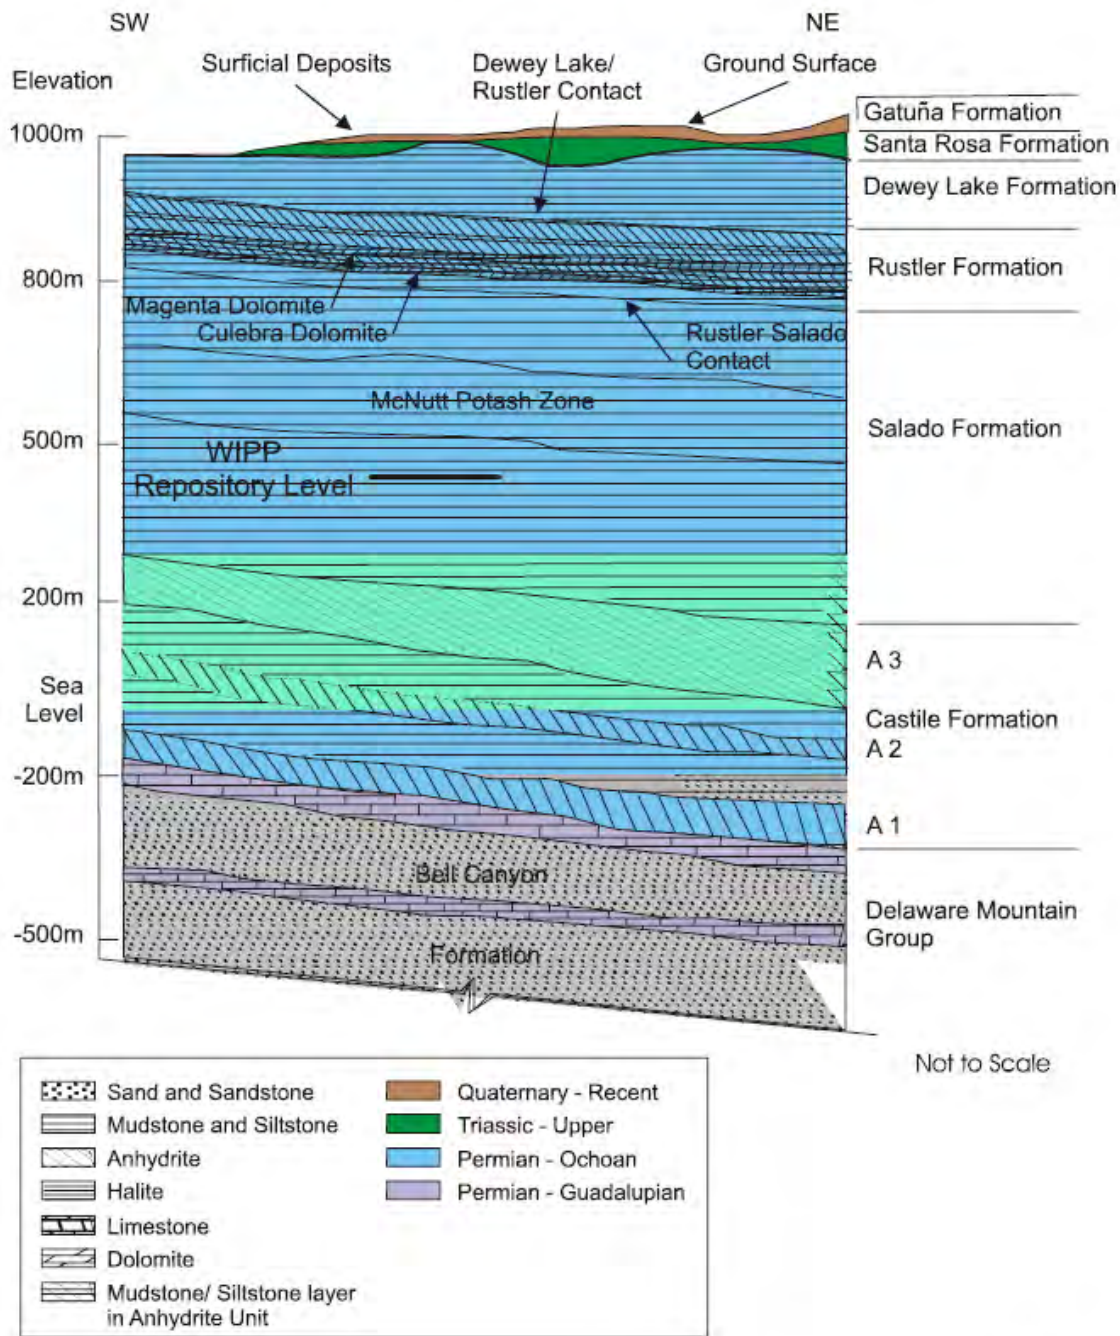 SW
NE
Elevation
Surficial Deposits
Dewey Lake/
Rustler Contact
Ground Surface
Gatuña Formation
1000m
Santa Rosa Formation
Dewey Lake Formation
Rustler Formation
800m
Magenta Dolomite
Culebra Dolomite
Rustler Salado
Contact
McNutt Potash Zone
Salado Formation
500m
WIPP
Repository Level
200m
A 3
Sea
Level
Castile Formation
A 2
-200m
A 1
Bell Canyon
Delaware Mountain
Group
-500m
Formation
Not to Scale
Sand and Sandstone
Mudstone and Siltstone
Anhydrite
Halite
Limestone
Dolomite
Mudstone/ Siltstone layer
in Anhydrite Unit
Quaternary - Recent
Triassic - Upper
Permian - Ochoan
Permian - Guadalupian